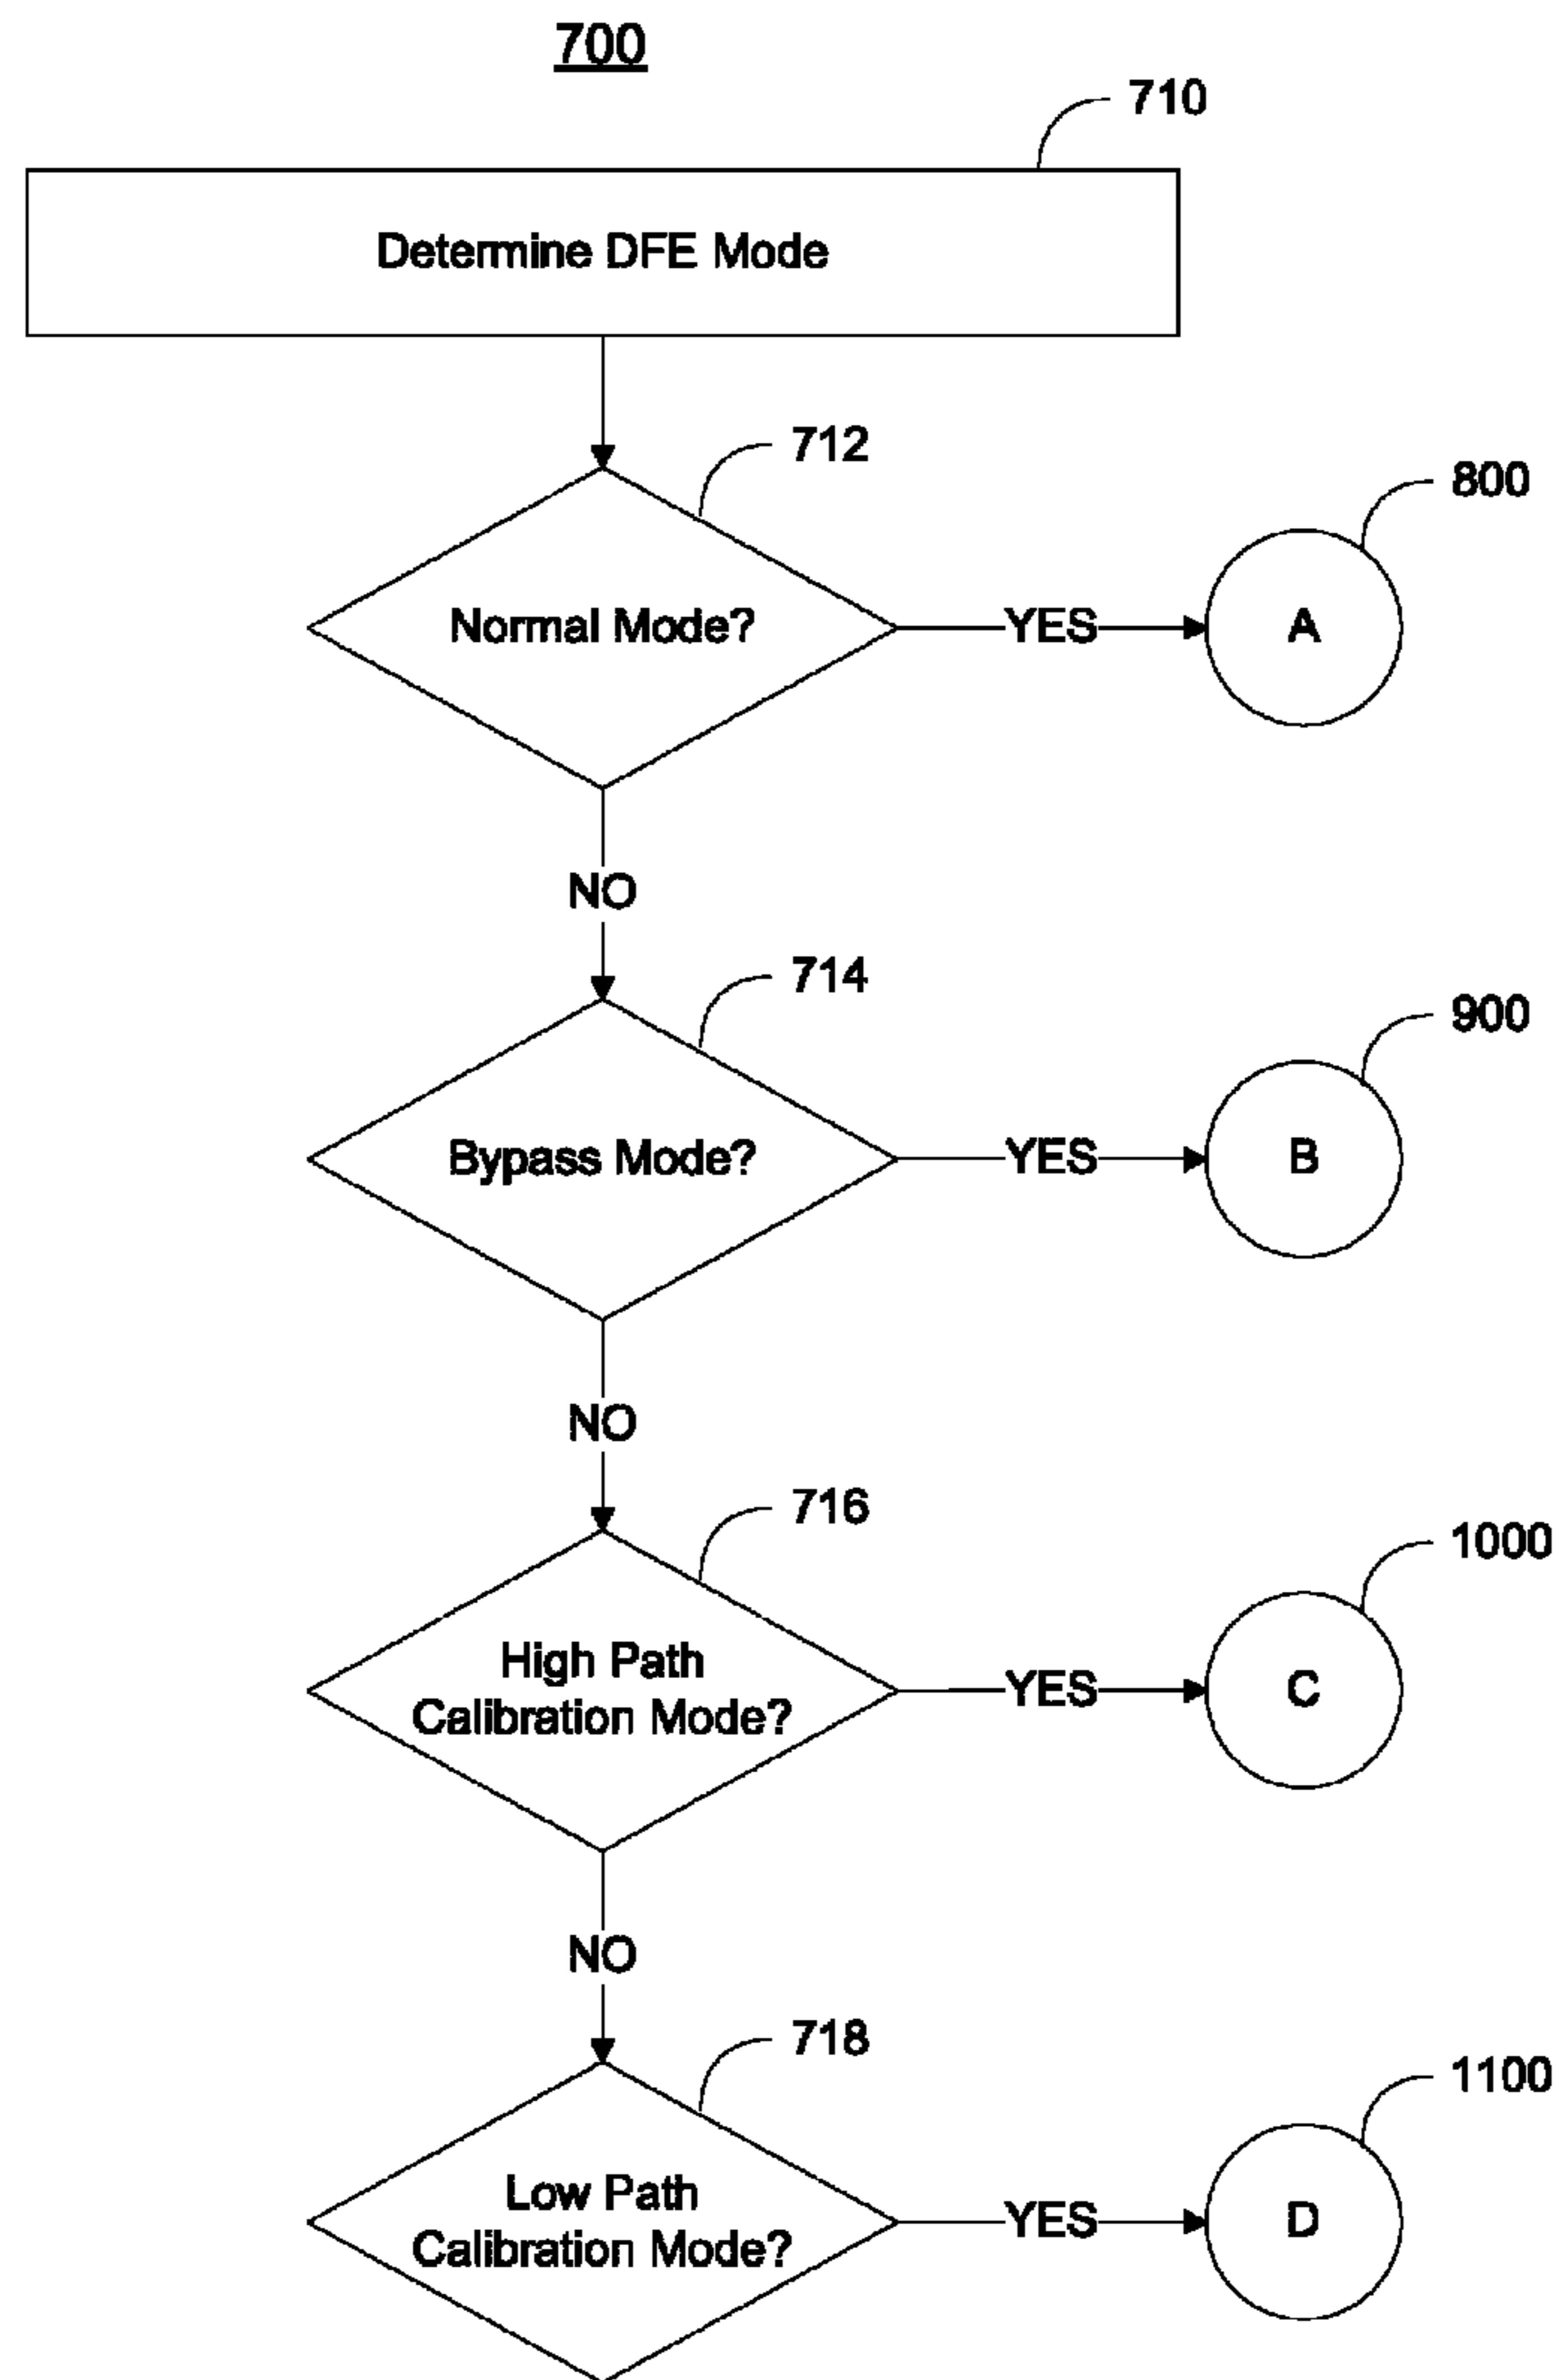 700
710
Determine DFE Mode
712
800
Normal Mode?
YES
A
NO
714
900
Bypass Mode?
YES
B
NO
716
1000
High Path
Calibration Mode?
YES
C
NO
718
1100
Low Path
Calibration Mode?
YES
D